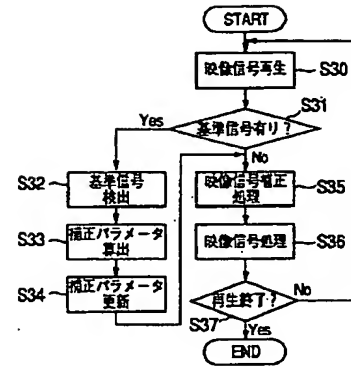 START
映像信号再生
S30
S31
Yes
基準信号有り?
No
S32
基準信号
検出
映像信号補正
処理
S35
S33
補正パラメータ
算出
映像信号処理
S36
S34
補正パラメータ
更新
再生終了?
No
S37
Yes
END